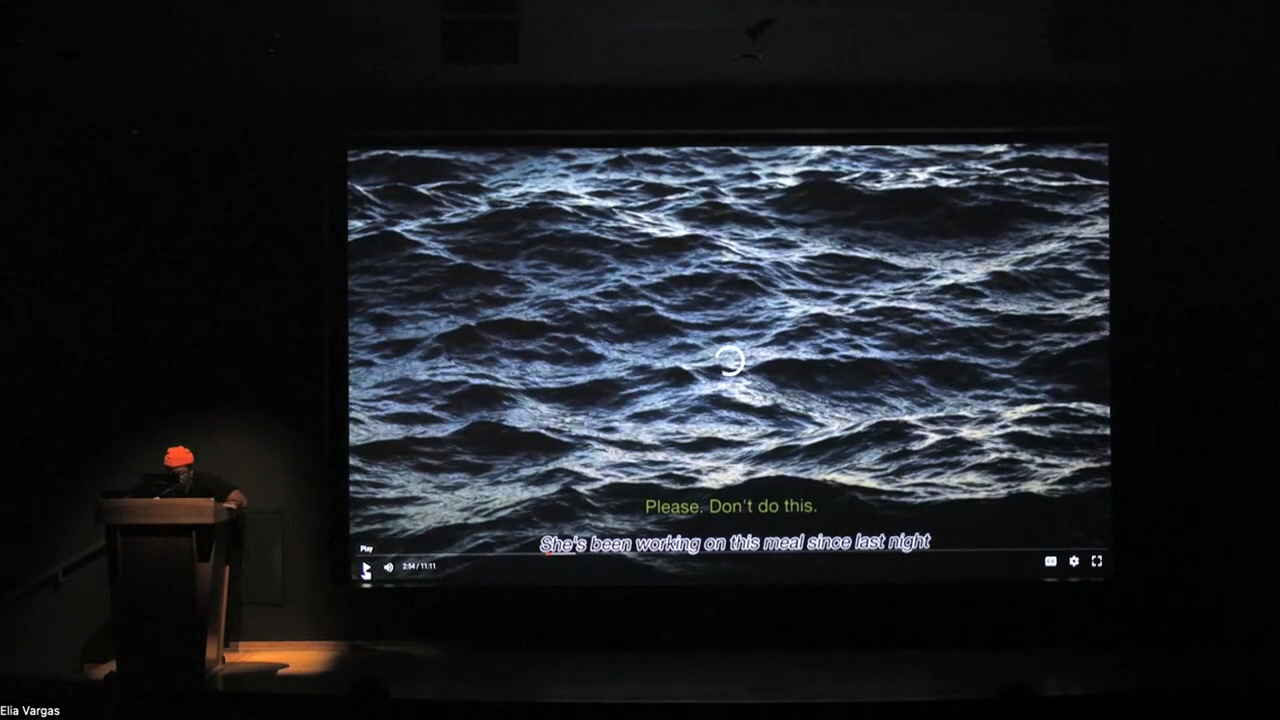 Please. Don't do this.
She's been working on this meal since last night
Play
2:54 / 11:11
Elia Vargas